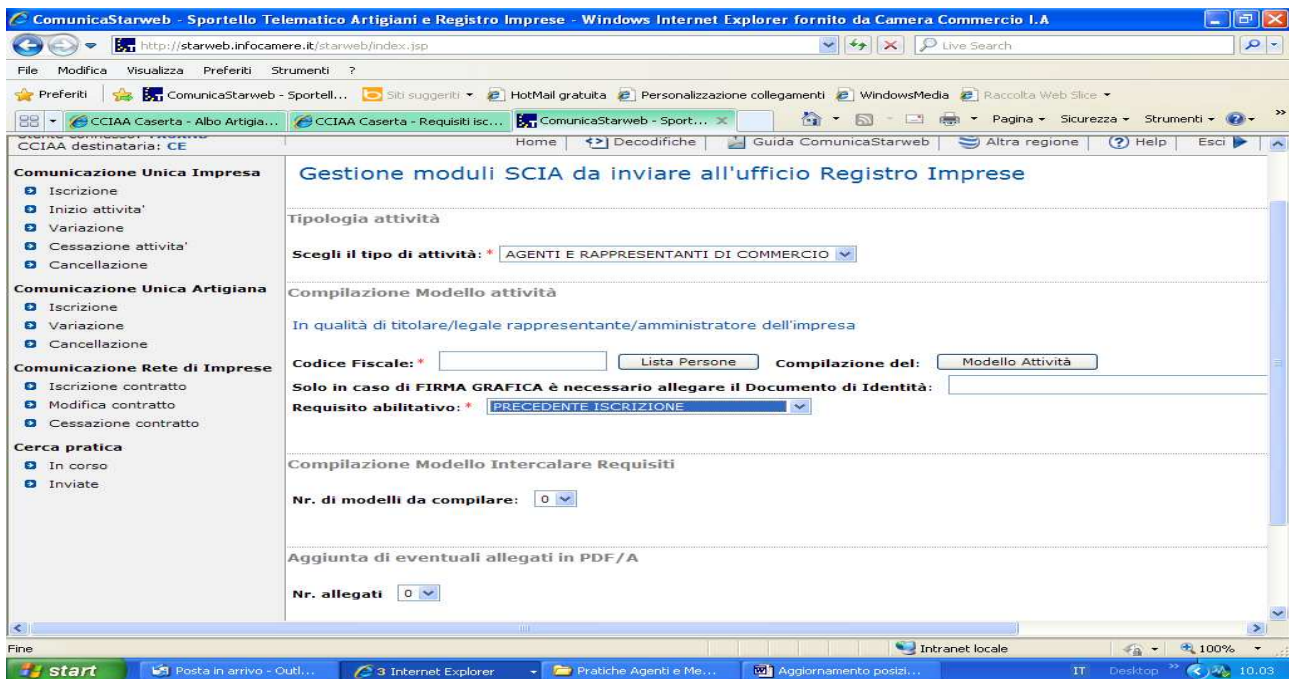 ComunicaStarweb - Sportello Telematico Artigiani e Registro Imprese - Windows Internet Explorer fornito da Camera Commercio I.A
http://starweb.infocamere.it/starweb/index.jsp
Live Search
File Modifica Visualizza Preferiti Strumenti ?
Preferiti ComunicaStarweb - Sportell... Siti suggeriti HotMail gratuita Personalizzazione collegamenti WindowsMedia Raccolta Web Slice
CCIAA Caserta - Albo Artigia... CCIAA Caserta - Requisiti isc... ComunicaStarweb - Sport... Pagina Sicurezza Strumenti
CCIAA destinataria: CE
Home Decodifiche Guida ComunicaStarweb Altra regione Help Esci
Comunicazione Unica Impresa
Iscrizione
Inizio attivita'
Variazione
Cessazione attivita'
Cancellazione
Comunicazione Unica Artigiana
Iscrizione
Variazione
Cancellazione
Comunicazione Rete di Imprese
Iscrizione contratto
Modifica contratto
Cessazione contratto
Cerca pratica
In corso
Inviate
Gestione moduli SCIA da inviare all'ufficio Registro Imprese
Tipologia attività
Scegli il tipo di attività: * AGENTI E RAPPRESENTANTI DI COMMERCIO
Compilazione Modello attività
In qualità di titolare/legale rappresentante/amministratore dell'impresa
Codice Fiscale: * Lista Persone Compilazione del: Modello Attività
Solo in caso di FIRMA GRAFICA è necessario allegare il Documento di Identità:
Requisito abilitativo: * PRECEDENTE ISCRIZIONE
Compilazione Modello Intercalare Requisiti
Nr. di modelli da compilare: 0
Aggiunta di eventuali allegati in PDF/A
Nr. allegati 0
Fine Intranet locale 100%
start Posta in arrivo - Outl... 3 Internet Explorer Pratiche Agenti e Me... Aggiornamento posizi... IT Desktop 10.03